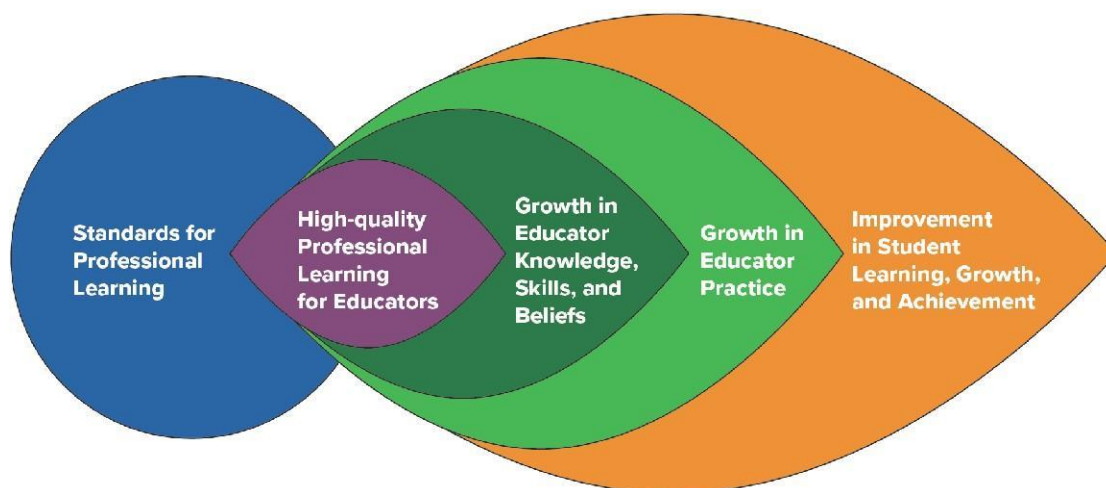 Standards for
Professional
Learning
High-quality
Professional
Learning
for Educators
Growth in
Educator
Knowledge,
Skills, and
Beliefs
Growth in
Educator
Practice
Improvement
in Student
Learning, Growth,
and Achievement